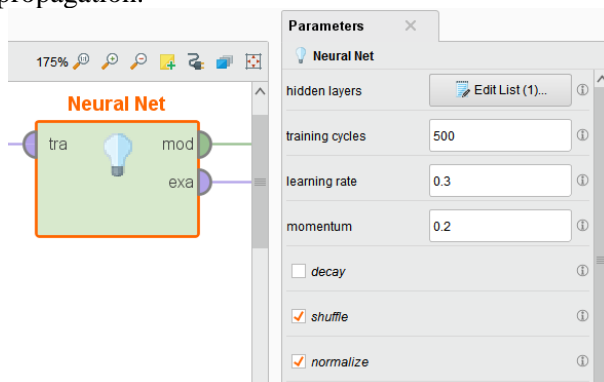 propagation.
Parameters
175%
Neural Net
Neural Net
hidden layers
Edit List (1)...
tra
mod
training cycles
500
exa
learning rate
0.3
momentum
0.2
decay
shuffle
normalize